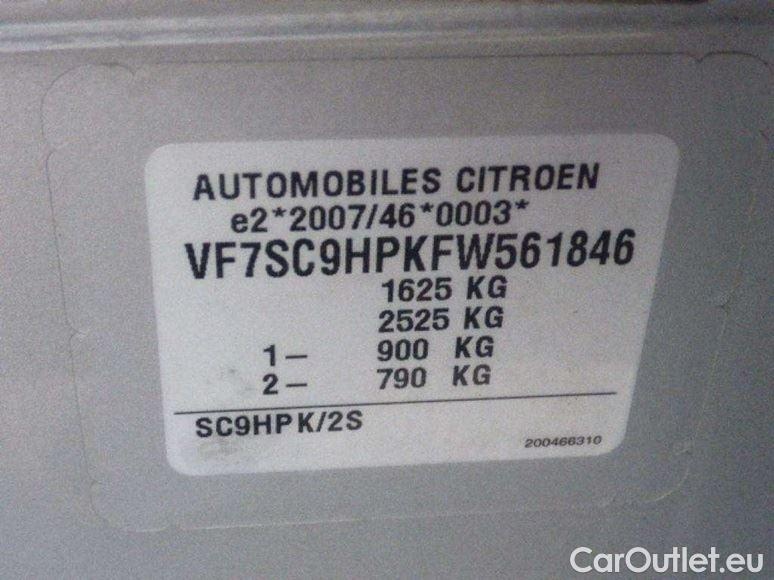 AUTOMOBILES CITROEN
e2*2007/46*0003*
VF7SC9HPKFW561846
1625 KG
2525 KG
1– 900 KG
2– 790 KG
SC9HPK/2S
200466310
CarOutlet.eu